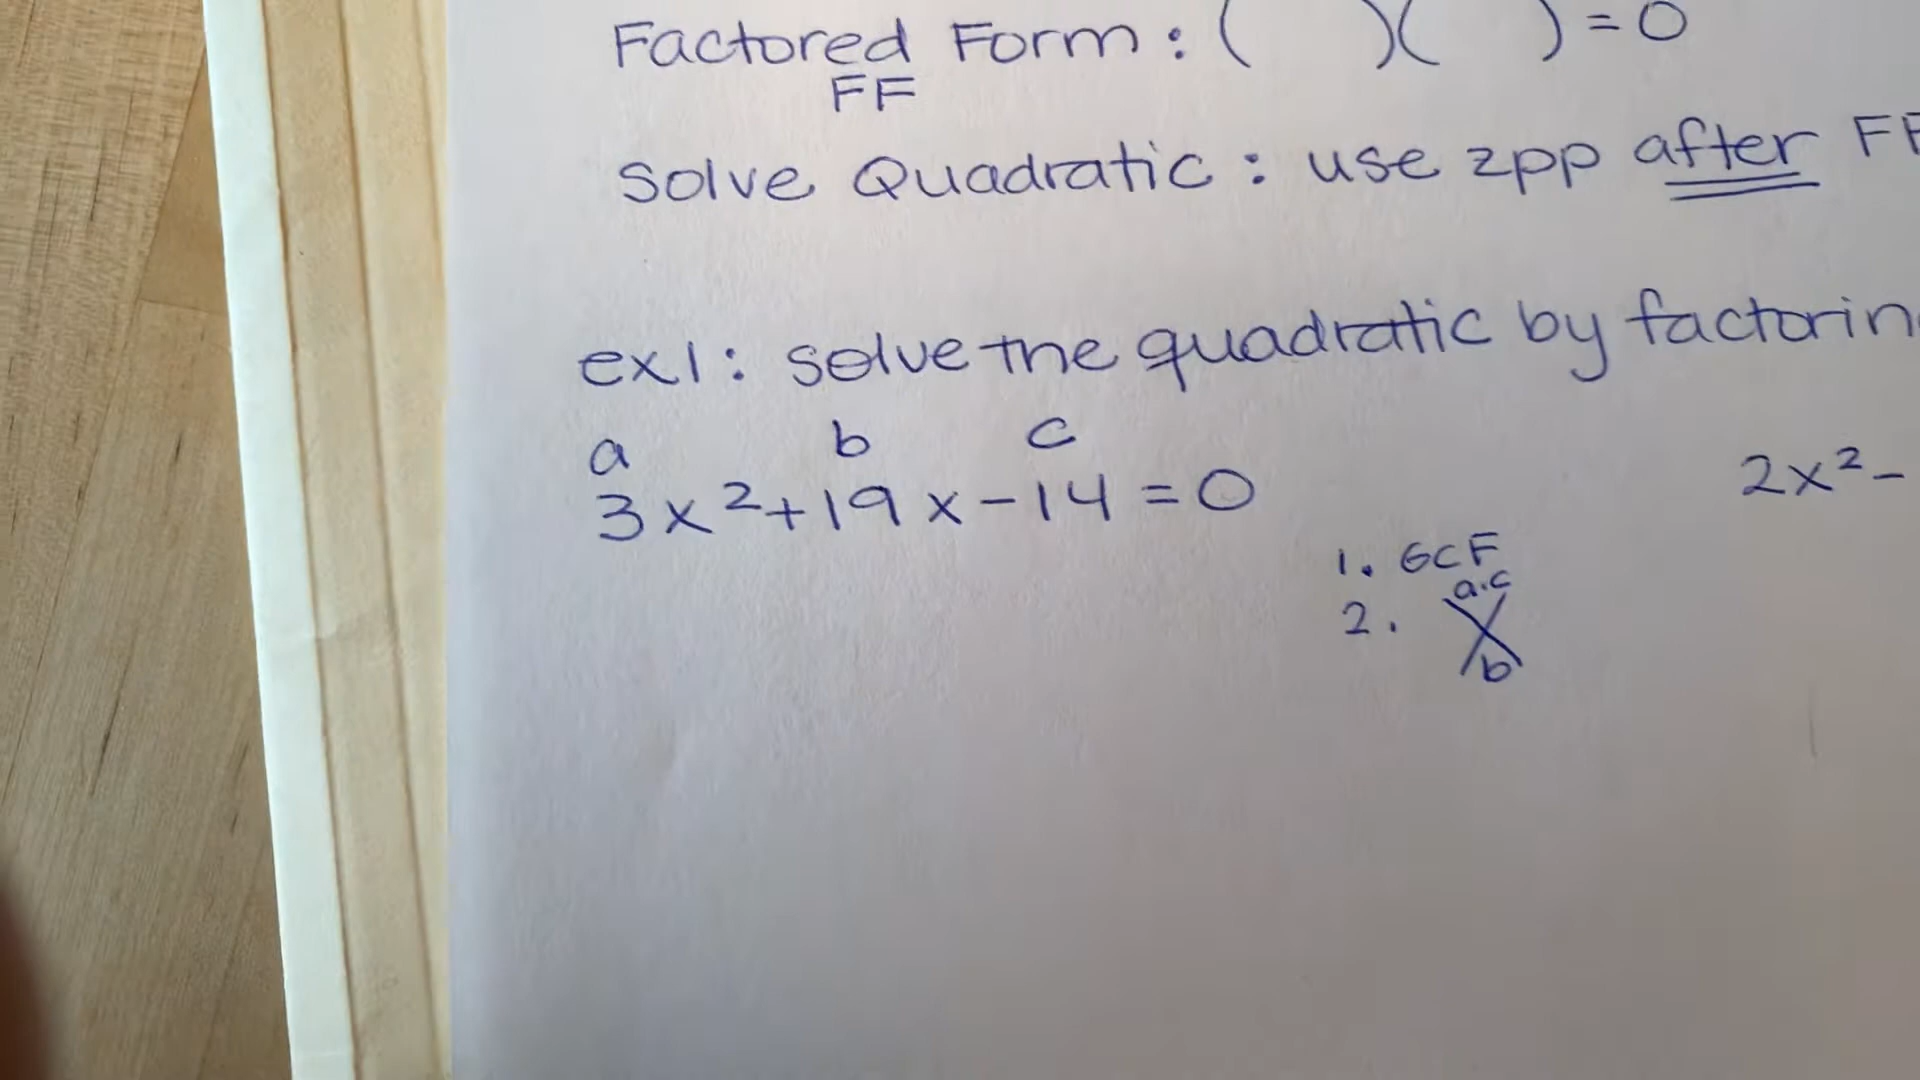 Factored Form : (      )(      ) = 0
FF
solve Quadratic : use zpp after FF
ex1 : solve the quadratic by factoring
a b c
3x²+19x-14=0
2x²-
1. GCF
a·c
2.
b